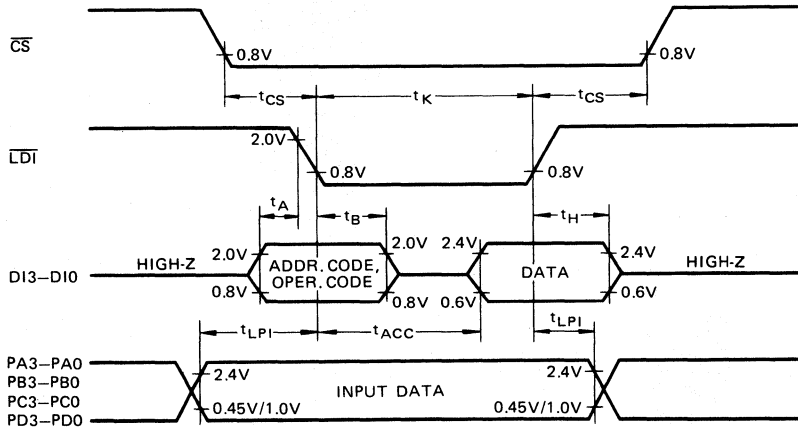 CS
0.8V
0.8V
tCS
tK
tCS
LDI
2.0V
0.8V
0.8V
tA
tB
tH
DI3–DI0
HIGH-Z
2.0V
0.8V
ADDR. CODE,
OPER. CODE
2.0V
0.8V
2.4V
0.6V
DATA
2.4V
0.6V
HIGH-Z
tLPI
tACC
tLPI
PA3–PA0
PB3–PB0
PC3–PC0
PD3–PD0
2.4V
0.45V/1.0V
INPUT DATA
2.4V
0.45V/1.0V